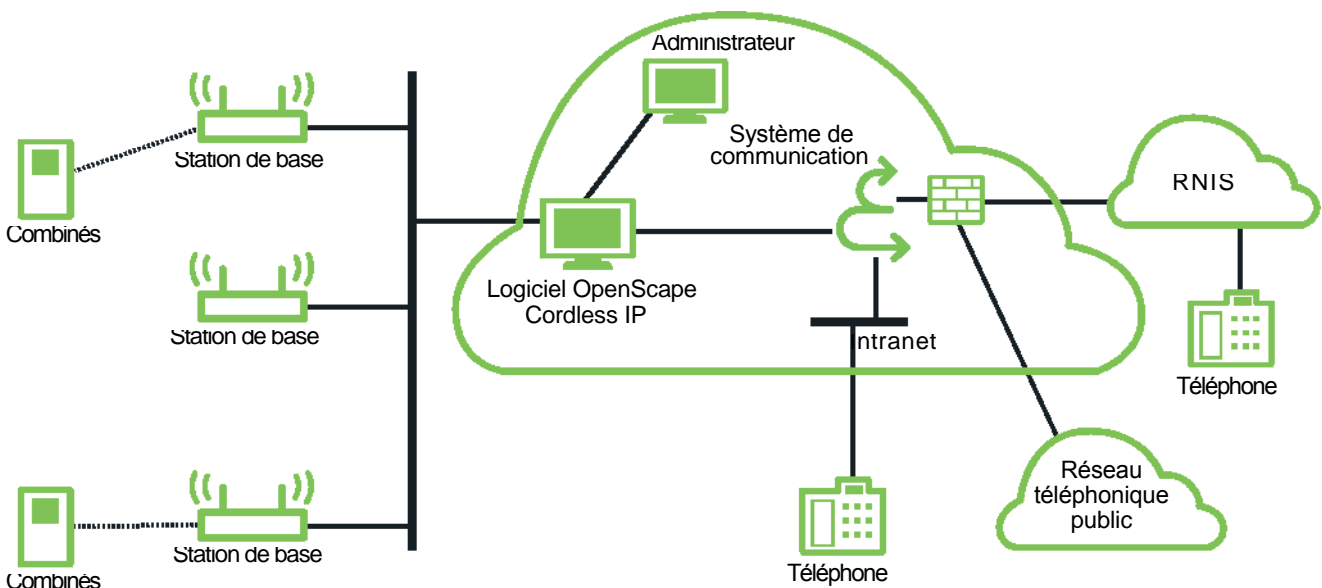 Administrateur
Système de
communication
RNIS
Station de base
Combinés
Logiciel OpenScape
Cordless IP
Station de base
Intranet
Téléphone
Réseau
téléphonique
public
Station de base
Combinés
Téléphone